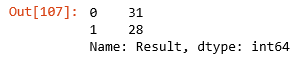 Out[107]: 0    31
1    28
Name: Result, dtype: int64